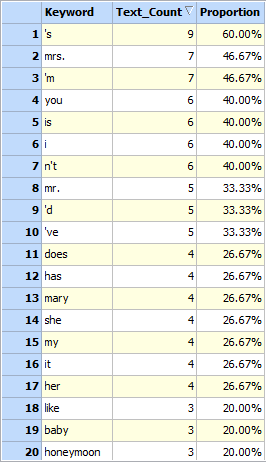 Keyword Text_Count Proportion
1 's 9 60.00%
2 mrs. 7 46.67%
3 'm 7 46.67%
4 you 6 40.00%
5 is 6 40.00%
6 i 6 40.00%
7 n't 6 40.00%
8 mr. 5 33.33%
9 'd 5 33.33%
10 've 5 33.33%
11 does 4 26.67%
12 has 4 26.67%
13 mary 4 26.67%
14 she 4 26.67%
15 my 4 26.67%
16 it 4 26.67%
17 her 4 26.67%
18 like 3 20.00%
19 baby 3 20.00%
20 honeymoon 3 20.00%